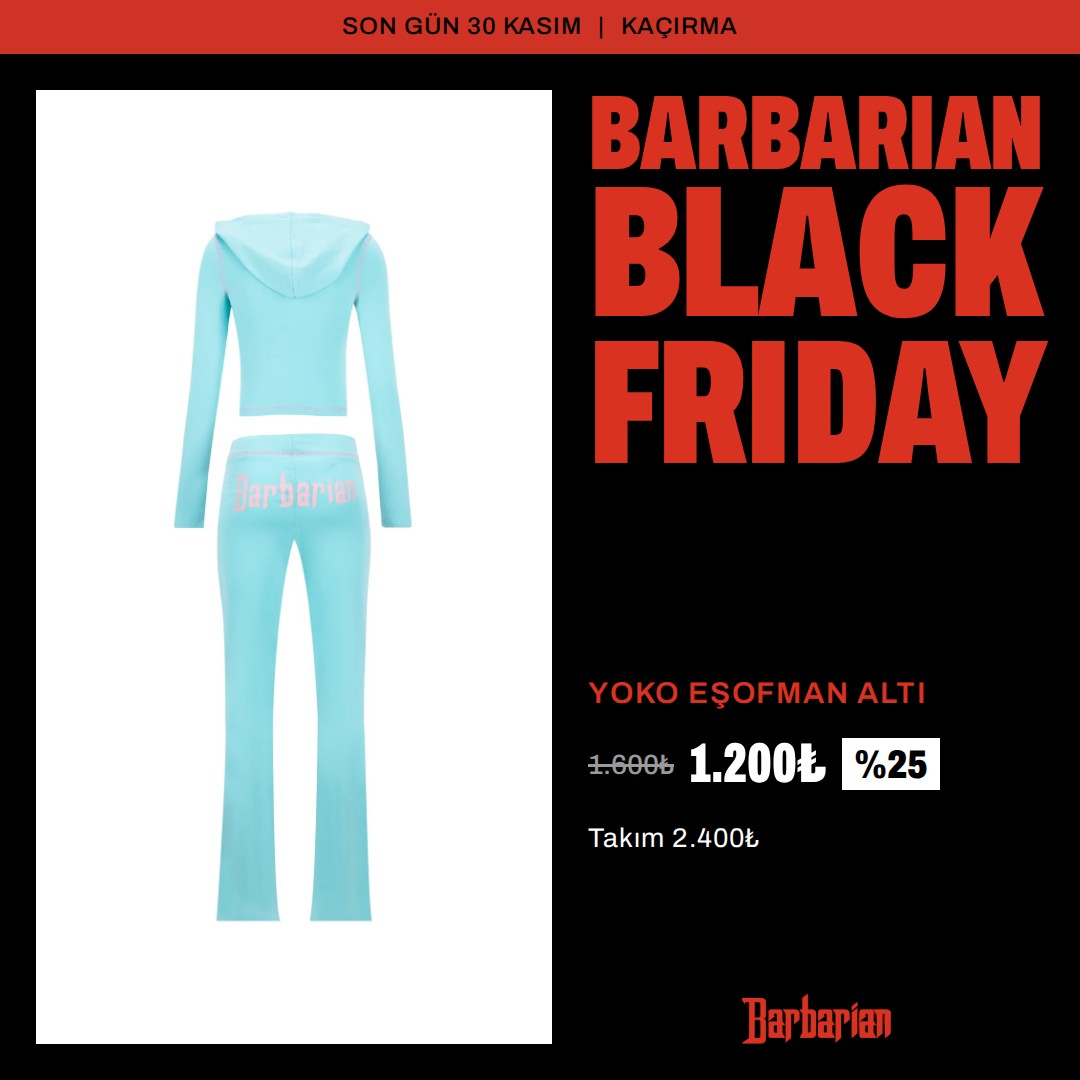 SON GÜN 30 KASIM | KAÇIRMA
BARBARIAN
BLACK
FRIDAY
Barbarian
YOKO EŞOFMAN ALTI
1.600₺ 1.200₺ %25
Takım 2.400₺
Barbarian